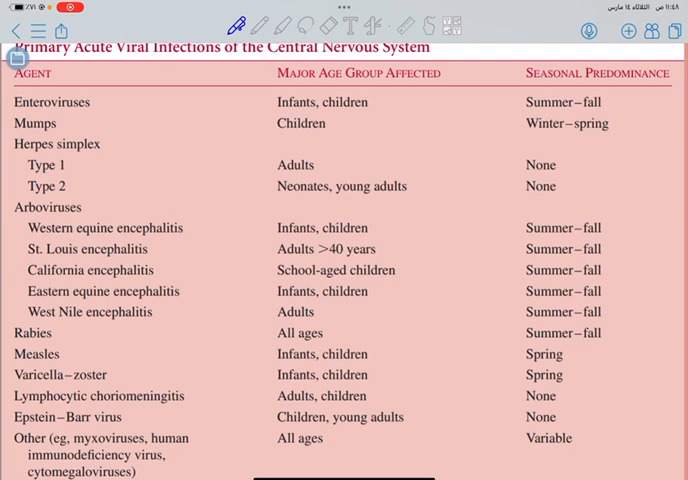 ١١:٤٨ ص الثلاثاء ١٤ مارس
٪٧١
Primary Acute Viral Infections of the Central Nervous System
AGENT MAJOR AGE GROUP AFFECTED SEASONAL PREDOMINANCE
Enteroviruses Infants, children Summer–fall
Mumps Children Winter–spring
Herpes simplex
Type 1 Adults None
Type 2 Neonates, young adults None
Arboviruses
Western equine encephalitis Infants, children Summer–fall
St. Louis encephalitis Adults >40 years Summer–fall
California encephalitis School-aged children Summer–fall
Eastern equine encephalitis Infants, children Summer–fall
West Nile encephalitis Adults Summer–fall
Rabies All ages Summer–fall
Measles Infants, children Spring
Varicella–zoster Infants, children Spring
Lymphocytic choriomeningitis Adults, children None
Epstein–Barr virus Children, young adults None
Other (eg, myxoviruses, human All ages Variable
immunodeficiency virus,
cytomegaloviruses)